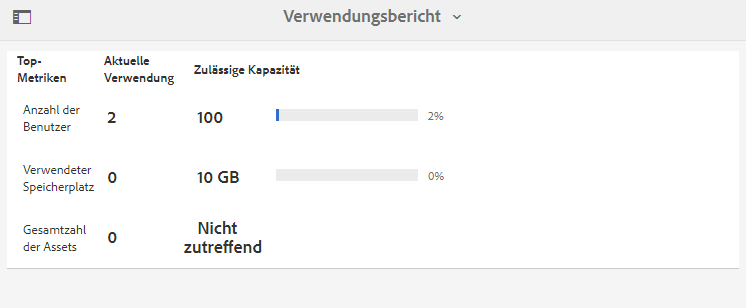 Verwendungsbericht
Top-
Metriken
Aktuelle
Verwendung
Zulässige Kapazität
Anzahl der
Benutzer
2
100
2%
Verwendeter
Speicherplatz
0
10 GB
0%
Gesamtzahl
der Assets
0
Nicht
zutreffend